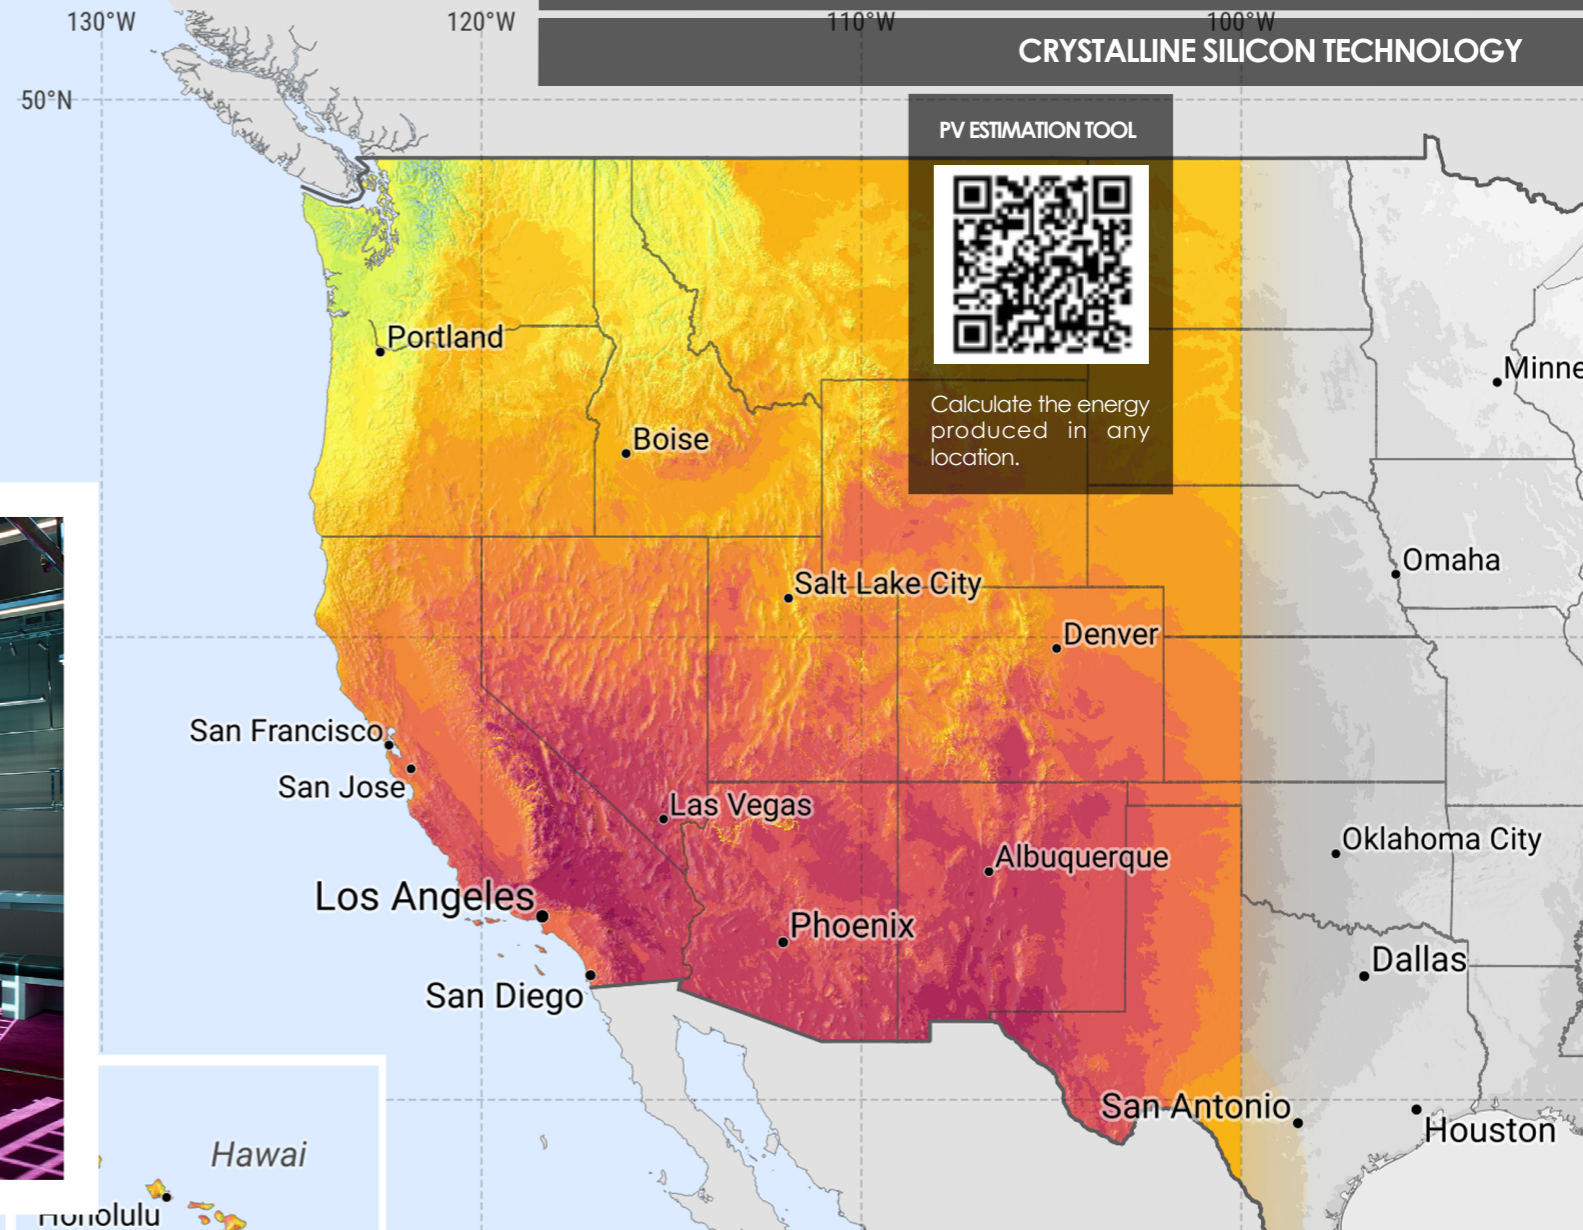 130°W
120°W
110°W
100°W
CRYSTALLINE SILICON TECHNOLOGY
50°N
PV ESTIMATION TOOL
Calculate the energy
produced in any
location.
Portland
Minne
Boise
Omaha
Salt Lake City
Denver
San Francisco
San Jose
Las Vegas
Oklahoma City
Albuquerque
Los Angeles
Phoenix
Dallas
San Diego
San Antonio
Houston
Hawai
Honolulu